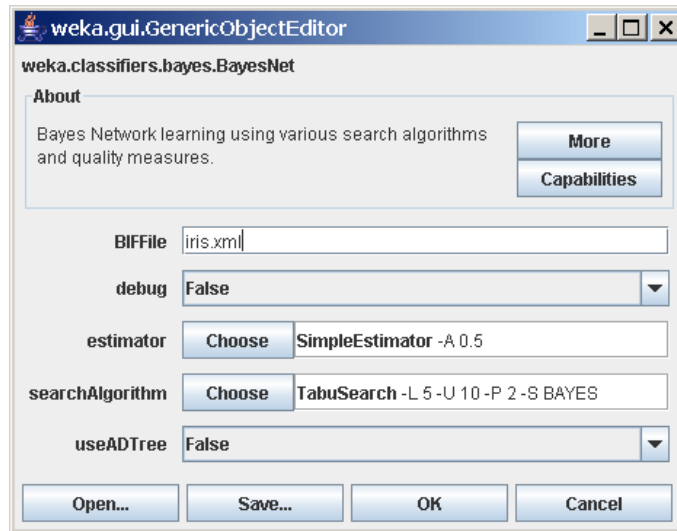 weka.gui.GenericObjectEditor
weka.classifiers.bayes.BayesNet
About
Bayes Network learning using various search algorithms
and quality measures.
More
Capabilities
BIFFile iris.xml
debug False
estimator Choose SimpleEstimator -A 0.5
searchAlgorithm Choose TabuSearch -L 5 -U 10 -P 2 -S BAYES
useADTree False
Open... Save... OK Cancel